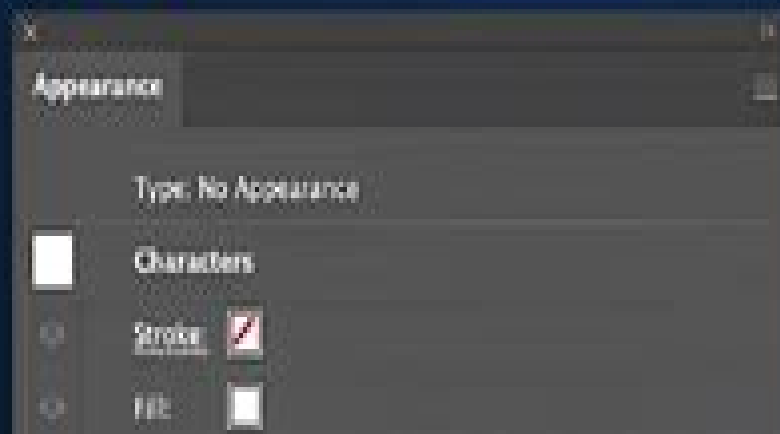 Appearance
Type: No Appearance
Characters
Stroke:
Fill: